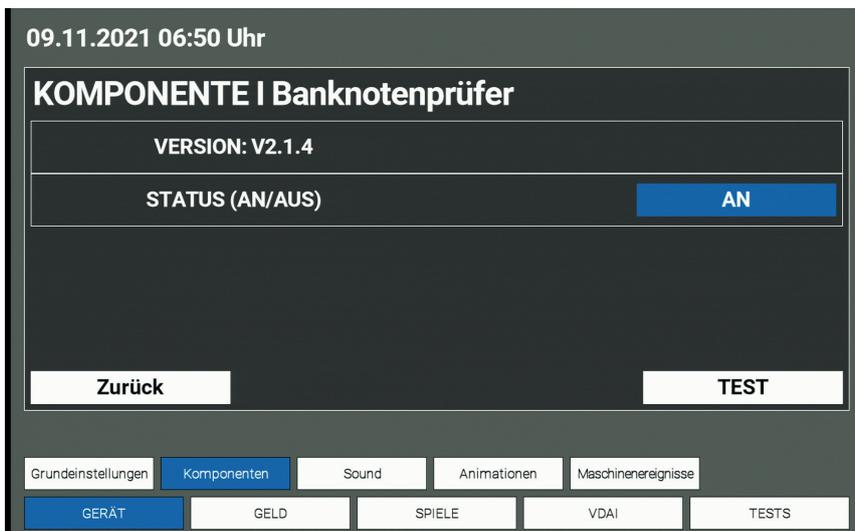 09.11.2021 06:50 Uhr
KOMPONENTE I Banknotenprüfer
VERSION: V2.1.4
STATUS (AN/AUS) AN
Zurück TEST
Grundeinstellungen Komponenten Sound Animationen Maschinenereignisse
GERÄT GELD SPIELE VDAI TESTS